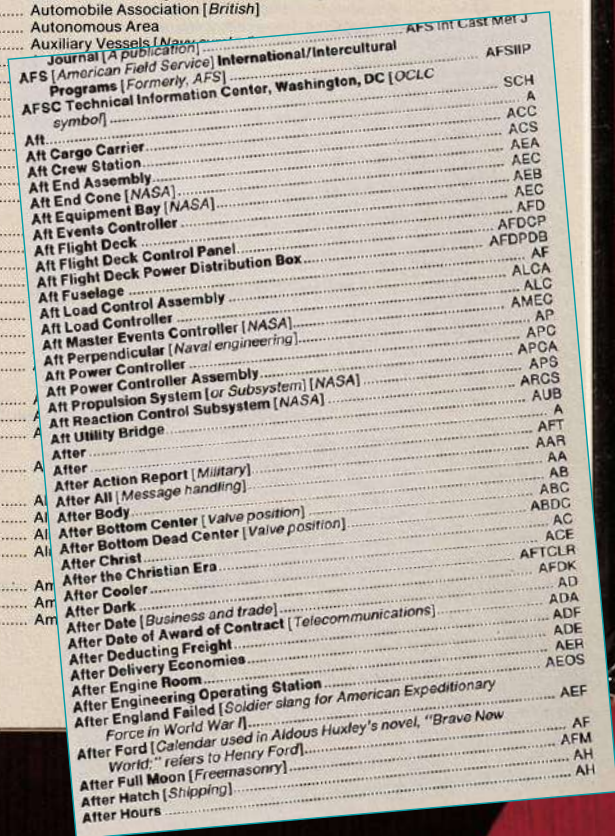 Automobile Association [British]
Autonomous Area
Auxiliary Vessels
Journal [A publication] AFS Int Cast Met J
AFS [American Field Service] International/Intercultural
Programs [Formerly, AFS] AFSIIP
AFSC Technical Information Center, Washington, DC [OCLC
symbol] SCH
Aft A
Aft Cargo Carrier ACC
Aft Crew Station ACS
Aft End Assembly AEA
Aft End Cone [NASA] AEC
Aft Equipment Bay [NASA] AEB
Aft Events Controller AEC
Aft Flight Deck AFD
Aft Flight Deck Control Panel AFDCP
Aft Flight Deck Power Distribution Box AFDPDB
Aft Fuselage AF
Aft Load Control Assembly ALCA
Aft Load Controller ALC
Aft Master Events Controller [NASA] AMEC
Aft Perpendicular [Naval engineering] AP
Aft Power Controller APC
Aft Power Controller Assembly APCA
Aft Propulsion System [or Subsystem] [NASA] APS
Aft Reaction Control Subsystem [NASA] ARCS
Aft Utility Bridge AUB
After A
After AFT
After Action Report [Military] AAR
After All [Message handling] AA
After Body AB
After Bottom Center [Valve position] ABC
After Bottom Dead Center [Valve position] ABDC
After Christ AC
After the Christian Era ACE
After Cooler AFTCLR
After Dark AFDK
After Date [Business and trade] AD
After Date of Award of Contract [Telecommunications] ADA
After Deducting Freight ADF
After Delivery Economies ADE
After Engine Room AER
After Engineering Operating Station AEOS
After England Failed [Soldier slang for American Expeditionary
Force in World War I] AEF
After Ford [Calendar used in Aldous Huxley's novel, "Brave New
World;" refers to Henry Ford] AF
After Full Moon [Freemasonry] AFM
After Hatch [Shipping] AH
After Hours AH